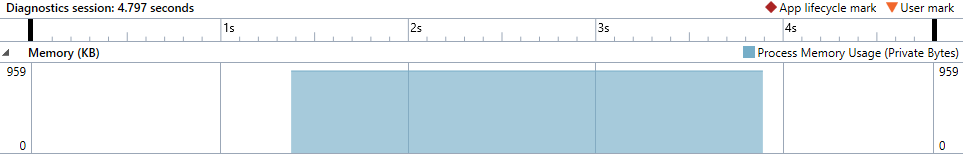 Diagnostics session: 4.797 seconds App lifecycle mark User mark
1s 2s 3s 4s
Memory (KB) Process Memory Usage (Private Bytes)
959 959
0 0